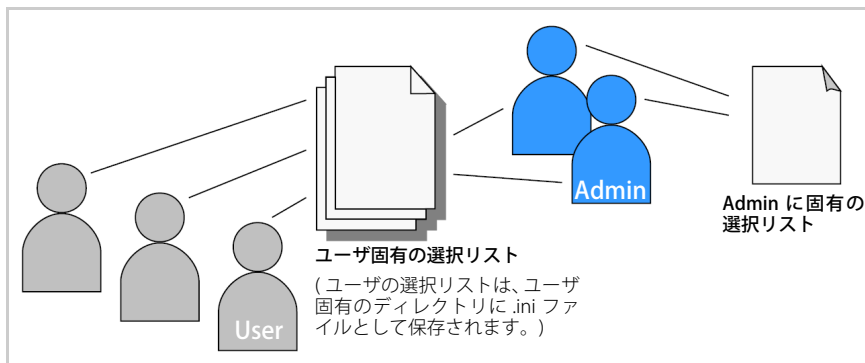 User
Admin
ユーザ固有の選択リスト
( ユーザの選択リストは、ユーザ
固有のディレクトリに .ini ファ
イルとして保存されます。)
Admin に固有の
選択リスト